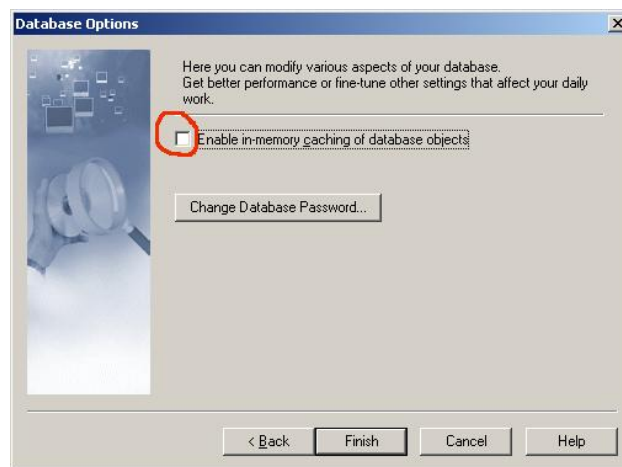 Database Options
Here you can modify various aspects of your database.
Get better performance or fine-tune other settings that affect your daily
work.
Enable in-memory caching of database objects
Change Database Password...
< Back Finish Cancel Help